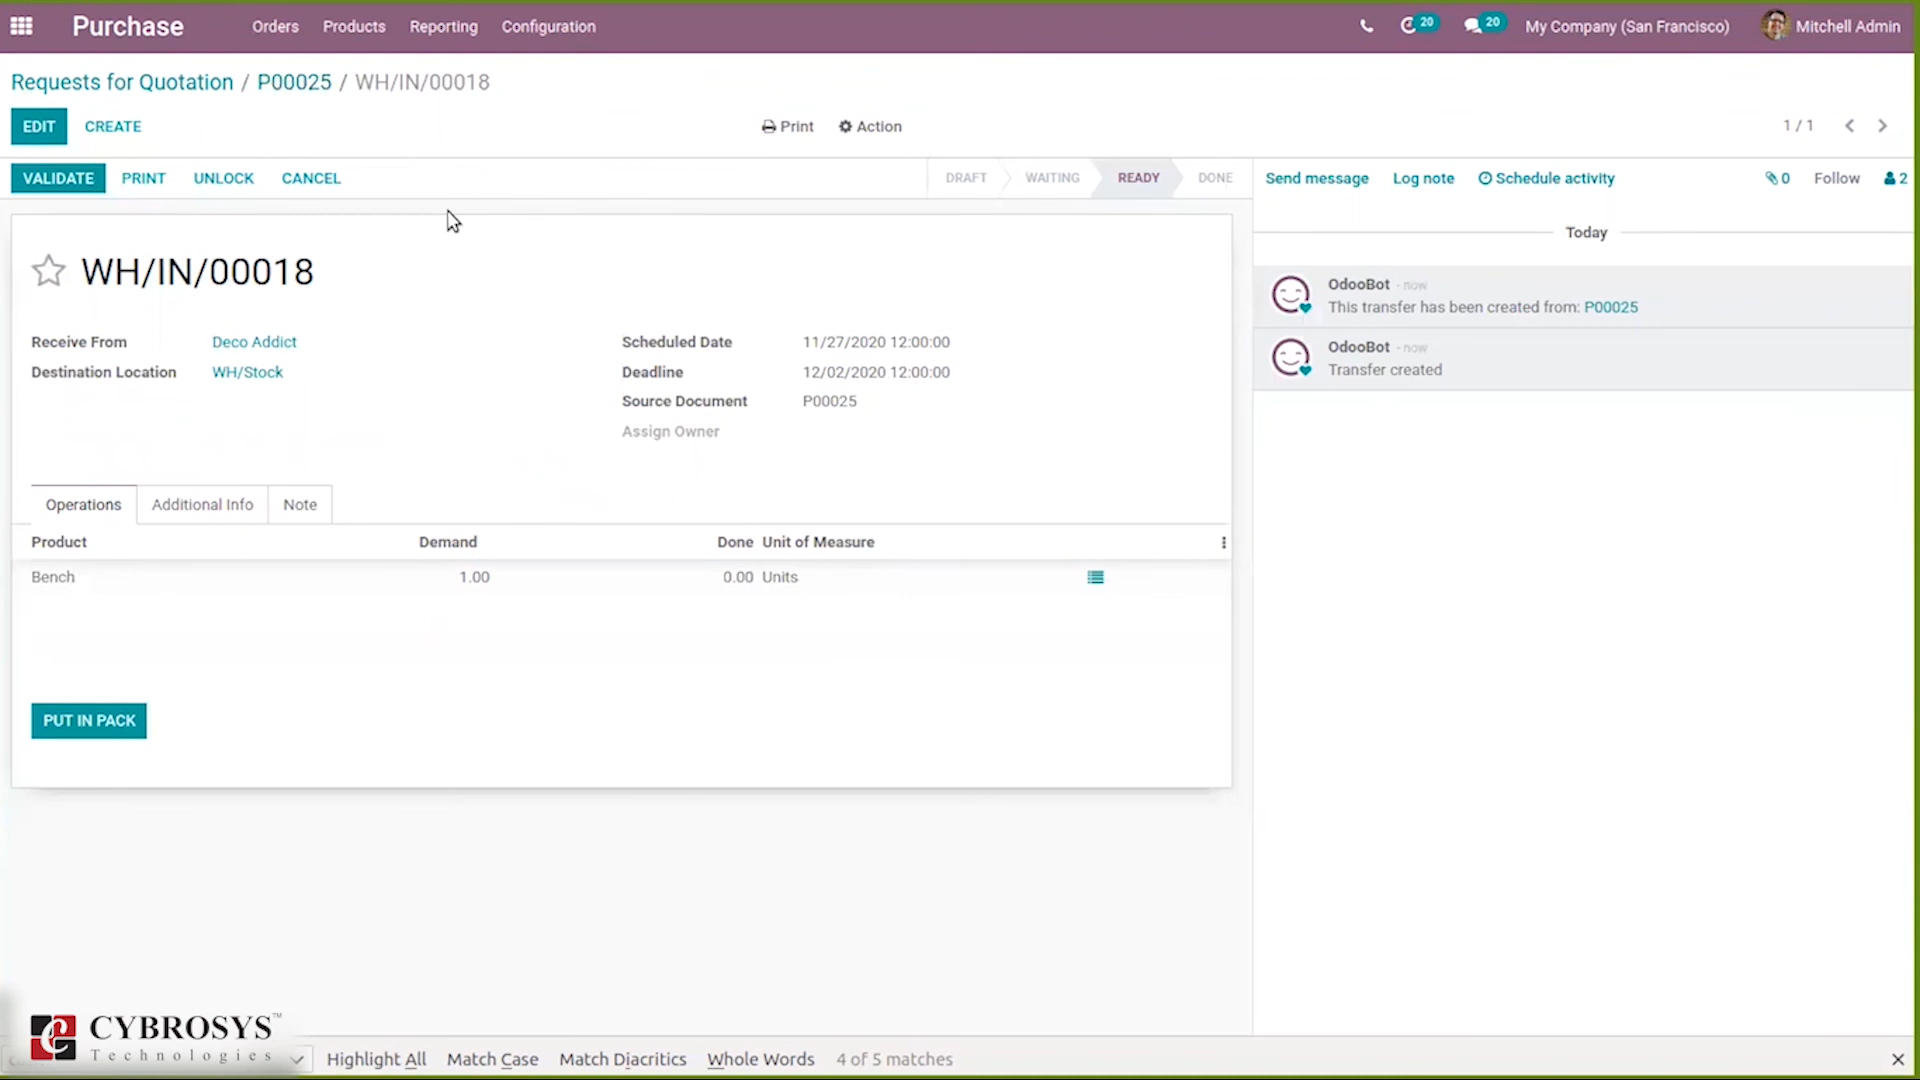 Purchase Orders Products Reporting Configuration 20 20 My Company (San Francisco) Mitchell Admin
Requests for Quotation / P00025 / WH/IN/00018
EDIT CREATE Print Action 1 / 1
VALIDATE PRINT UNLOCK CANCEL DRAFT WAITING READY DONE Send message Log note Schedule activity 0 Follow 2
Today
WH/IN/00018
OdooBot - now
This transfer has been created from: P00025
OdooBot - now
Transfer created
Receive From Deco Addict Scheduled Date 11/27/2020 12:00:00
Destination Location WH/Stock Deadline 12/02/2020 12:00:00
Source Document P00025
Assign Owner
Operations Additional Info Note
Product Demand Done Unit of Measure
Bench 1.00 0.00 Units
PUT IN PACK
CYBROSYS™
Technologies
Highlight All Match Case Match Diacritics Whole Words 4 of 5 matches